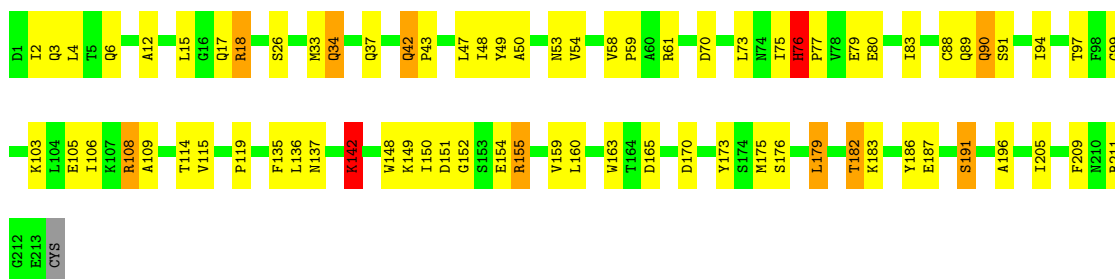 D1 I2 Q3 L4 T5 Q6 A12 L15 G16 Q17 R18 S26 M33 Q34 Q37 Q42 P43 L47 I48 Y49 A50 N53 V54 V58 P59 A60 R61 D70 L73 N74 I75 H76 P77 V78 E79 E80 I83 C88 Q89 Q90 S91 I94 T97 F98
K103 L104 E105 I106 K107 R108 A109 T114 V115 P119 F135 L136 N137 K142 W148 K149 I150 D151 G152 S153 E154 R155 V159 L160 W163 T164 D165 D170 Y173 S174 M175 S176 L179 T182 K183 Y186 E187 S191 A196 I205 F209 N210
G212 E213 CYS